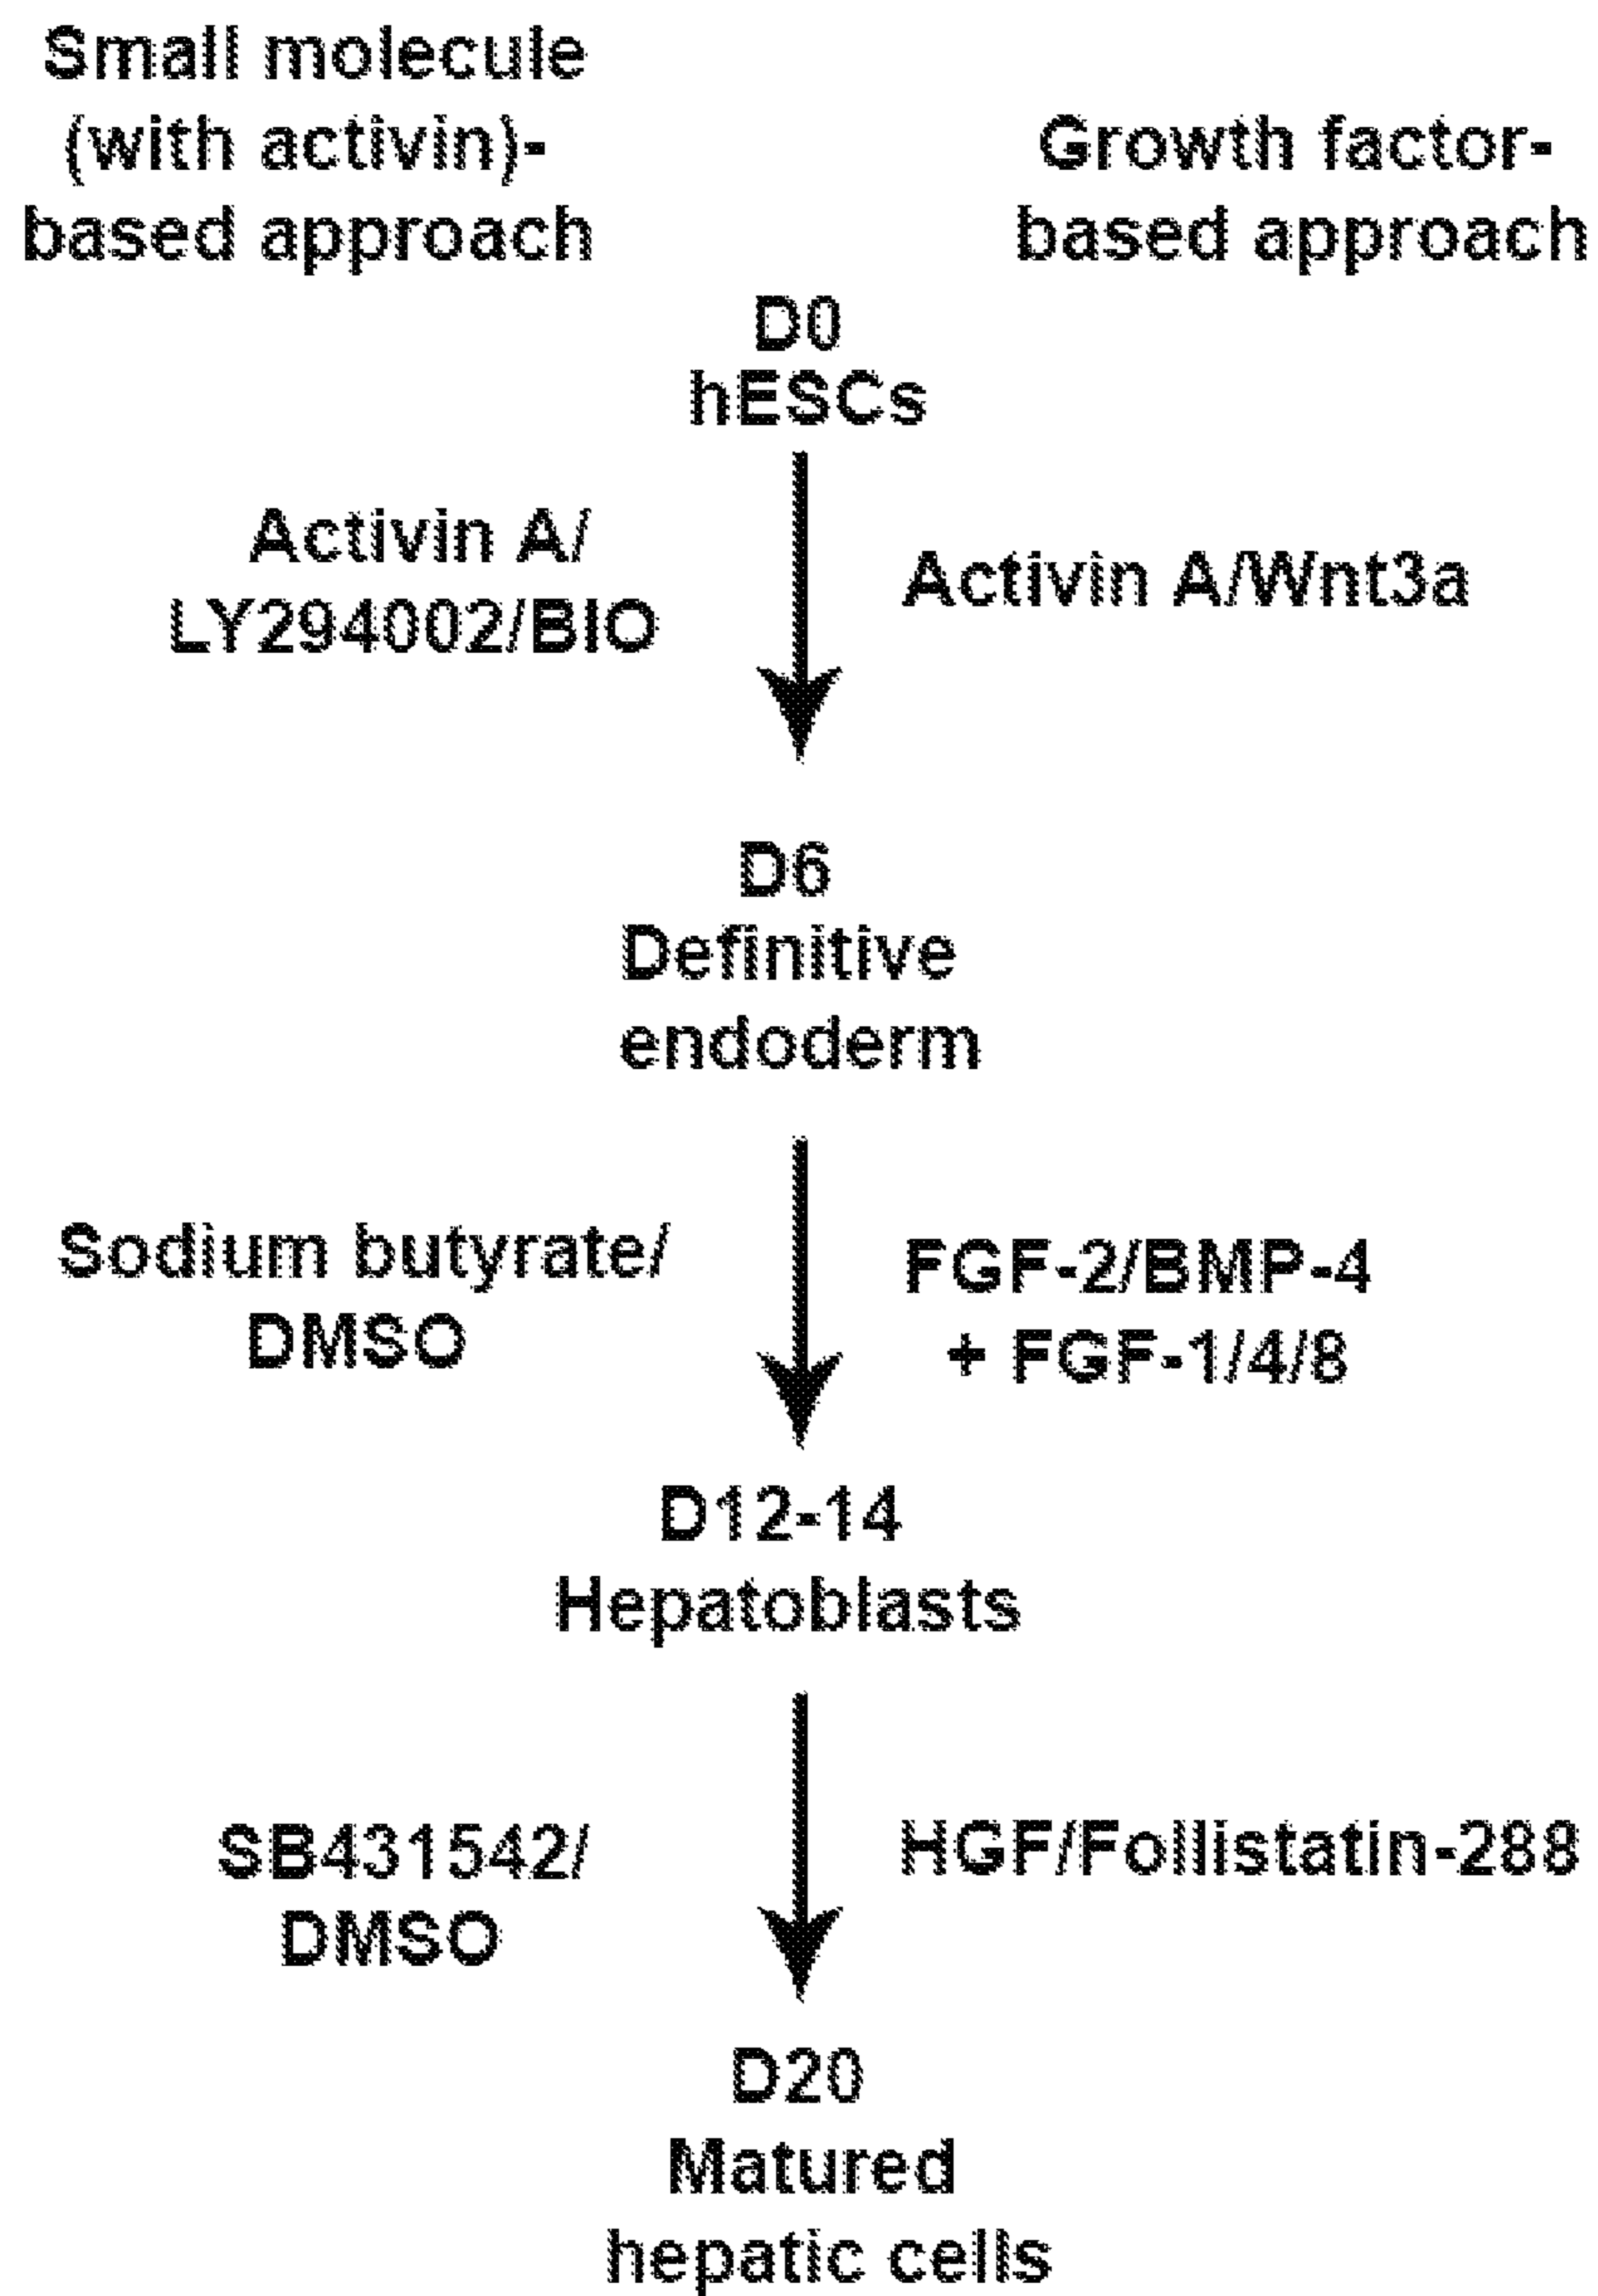 Small molecule
(with activin)-
based approach
Growth factor-
based approach
D0
hESCs
Activin A/
LY294002/BIO
Activin A/Wnt3a
D6
Definitive
endoderm
Sodium butyrate/
DMSO
FGF-2/BMP-4
+ FGF-1/4/8
D12-14
Hepatoblasts
SB431542/
DMSO
HGF/Follistatin-288
D20
Matured
hepatic cells